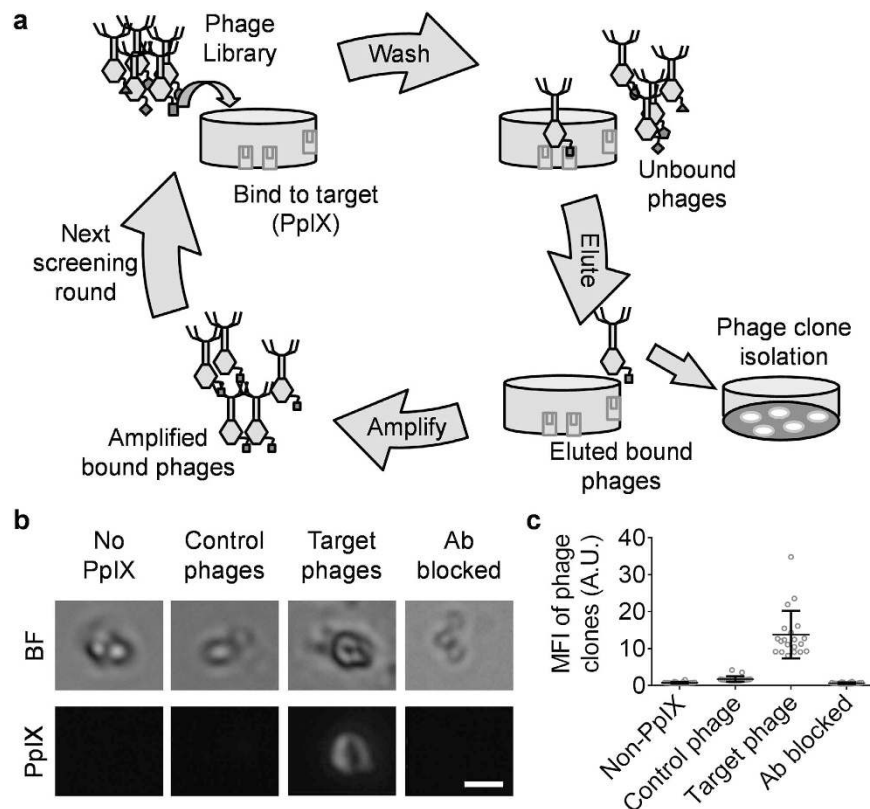 a
Phage
Library
Wash
Bind to target
(PpIX)
Unbound
phages
Elute
Next
screening
round
Phage clone
isolation
Amplified
bound phages
Amplify
Eluted bound
phages
b
No
PpIX
Control
phages
Target
phages
Ab
blocked
BF
PpIX
c
MFI of phage
clones (A.U.)
40
30
20
10
0
Non-PpIX
Control phage
Target phage
Ab blocked